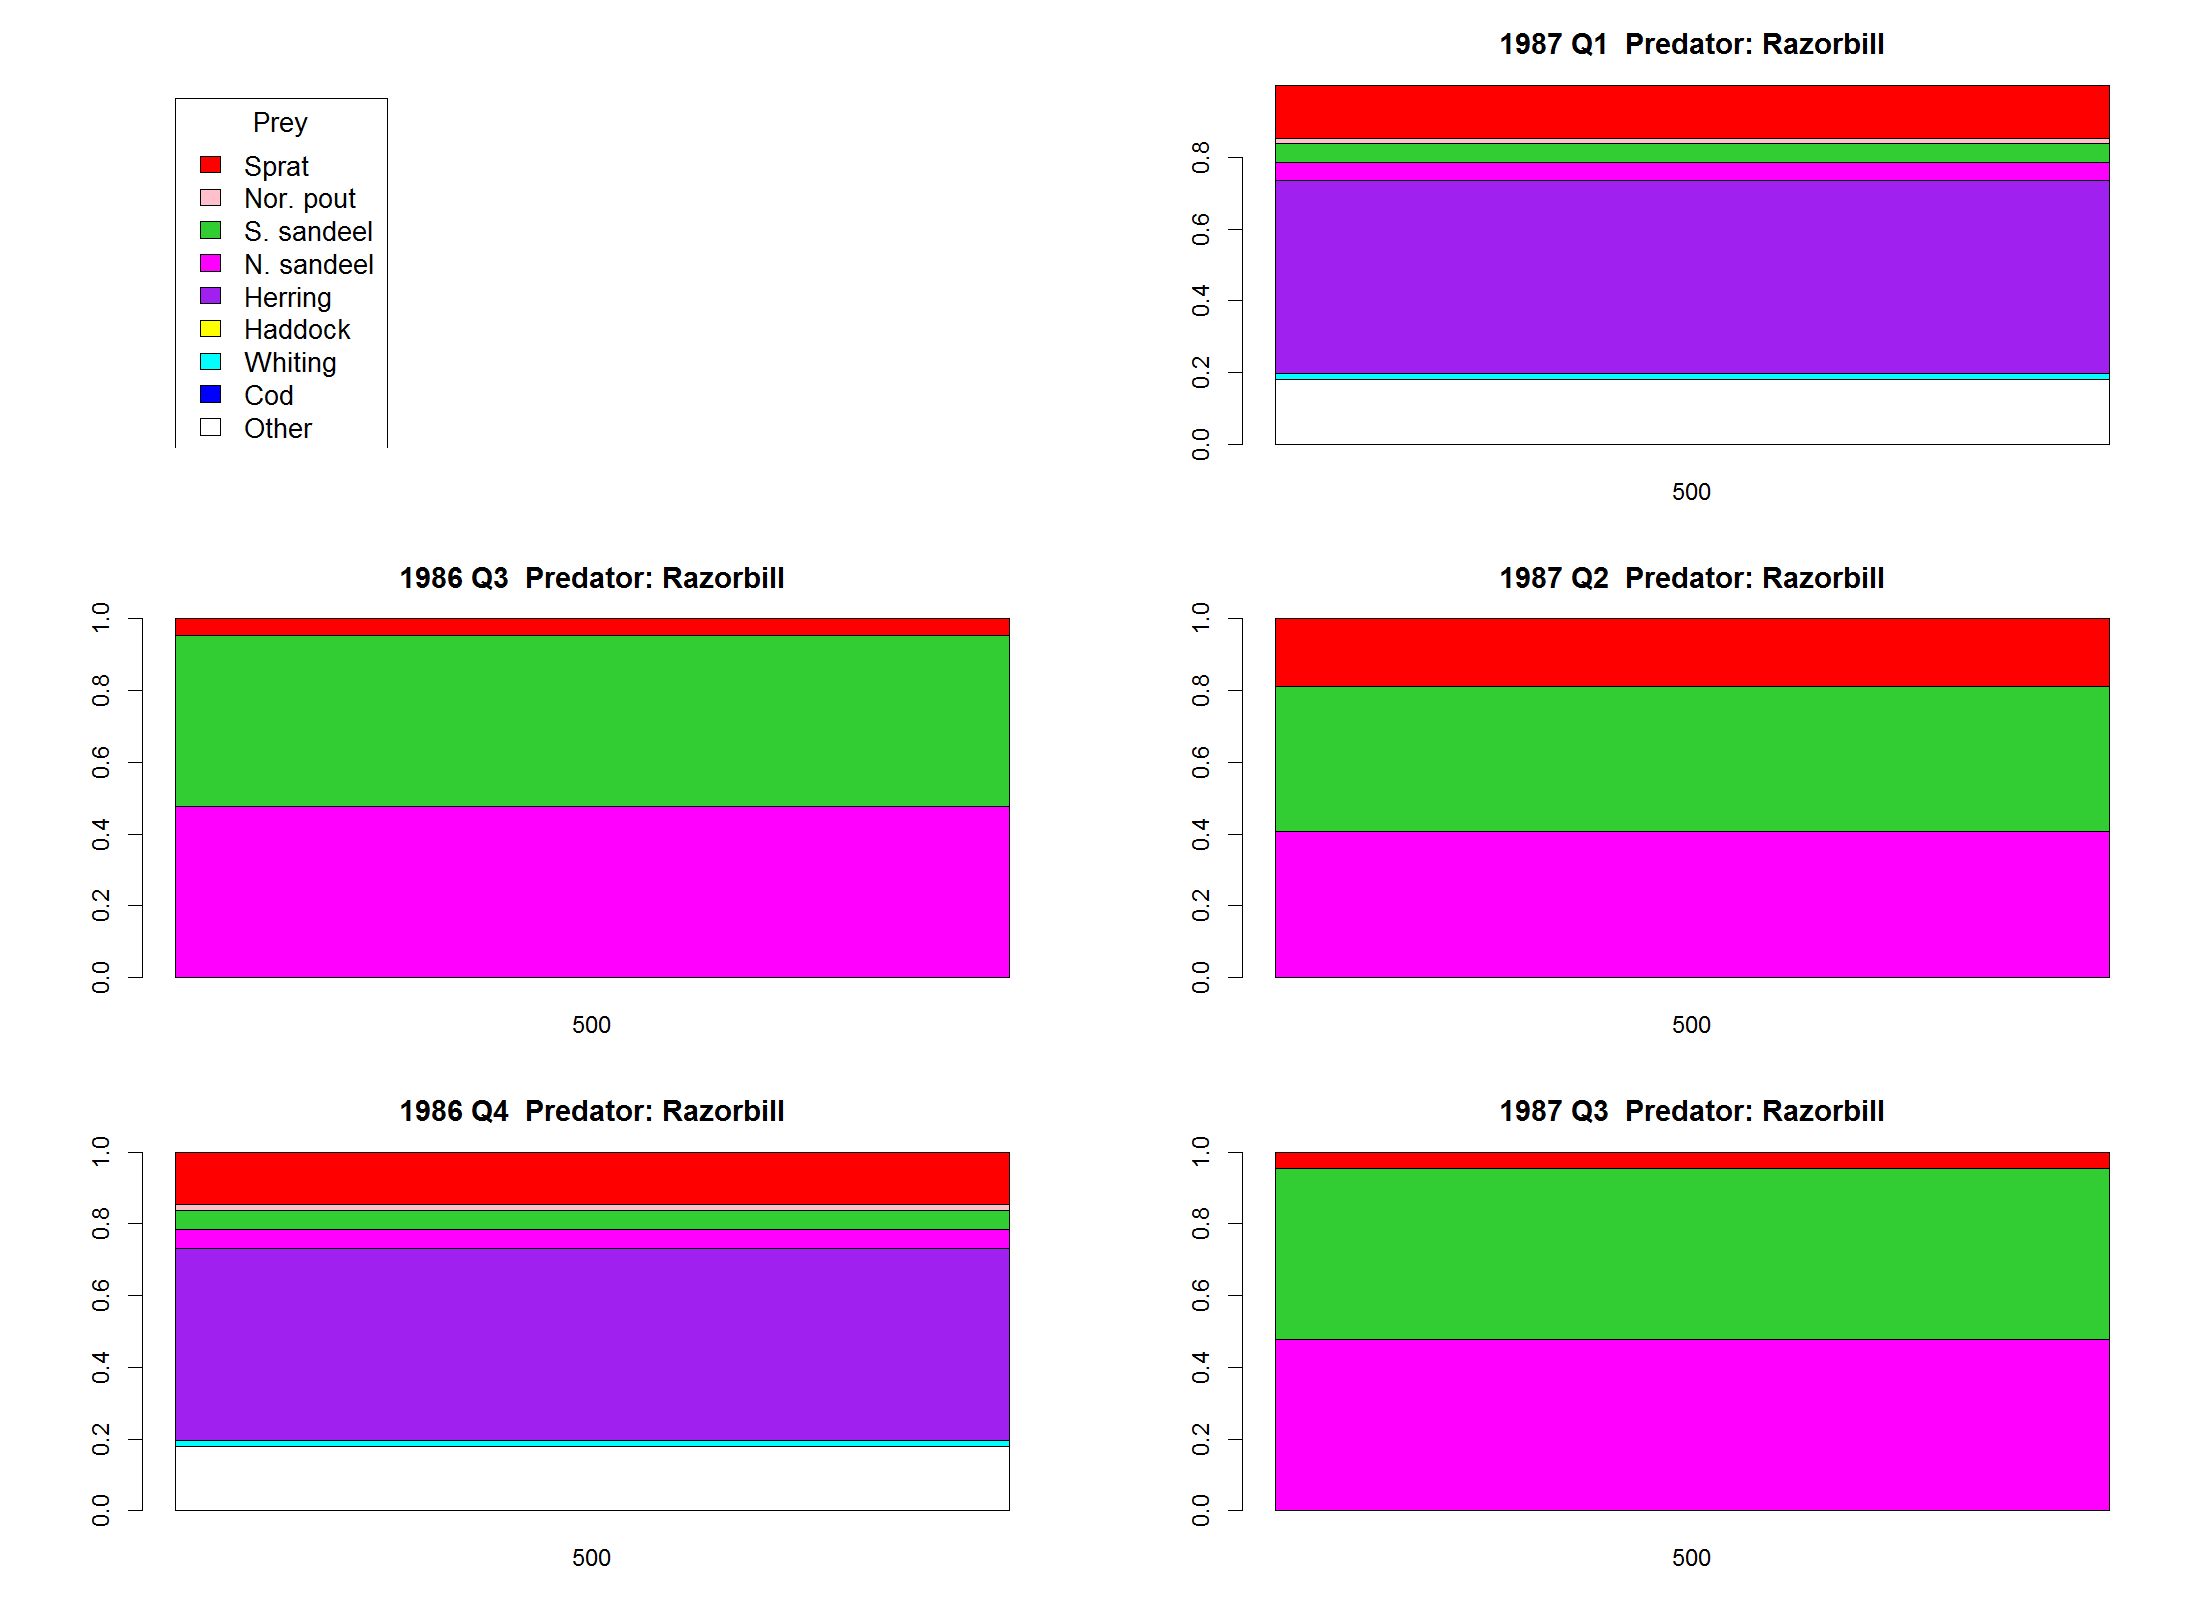 Prey
Sprat
Nor. pout
S. sandeel
N. sandeel
Herring
Haddock
Whiting
Cod
Other
1987 Q1  Predator: Razorbill
0.8
0.6
0.4
0.2
0.0
500
1986 Q3  Predator: Razorbill
1.0
0.8
0.6
0.4
0.2
0.0
500
1987 Q2  Predator: Razorbill
1.0
0.8
0.6
0.4
0.2
0.0
500
1986 Q4  Predator: Razorbill
1.0
0.8
0.6
0.4
0.2
0.0
500
1987 Q3  Predator: Razorbill
1.0
0.8
0.6
0.4
0.2
0.0
500